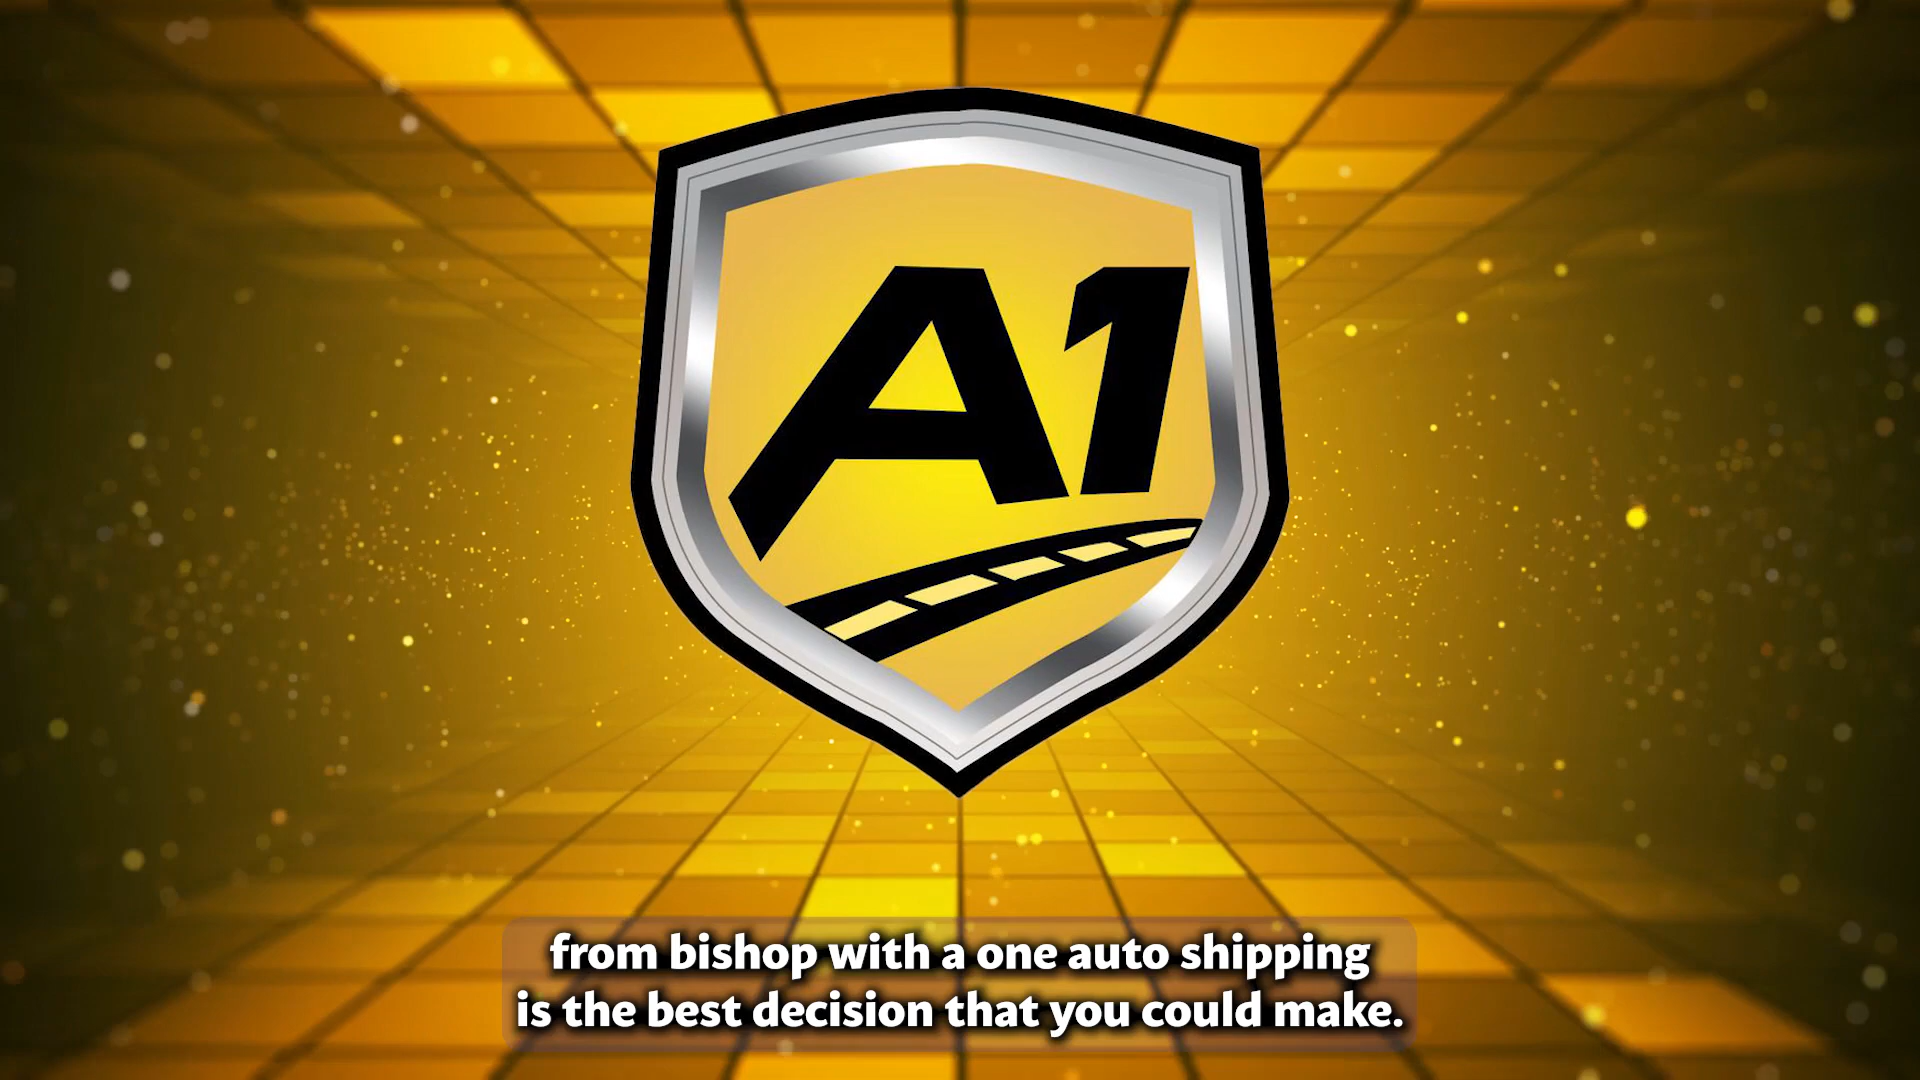 A1
from bishop with a one auto shipping
is the best decision that you could make.